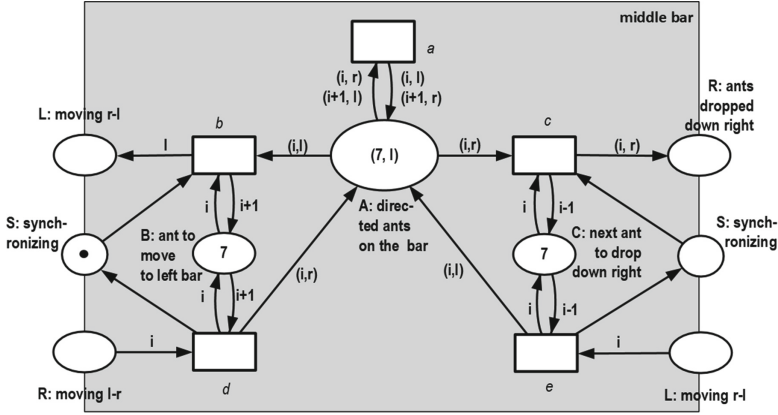 middle bar
a
(i, r)
(i+1, l)
(i, l)
(i+1, r)
R: ants
dropped
down right
L: moving r-l
b
c
l
(i,l)
(7, l)
(i,r)
(i, r)
i
i+1
i
i-1
A: direc-
ted ants
on the bar
S: synch-
ronizing
B: ant to
move
to left bar
7
7
C: next ant
to drop
down right
S: synch-
ronizing
i
i+1
(i,r)
(i,l)
i
i-1
i
i
R: moving l-r
d
e
L: moving r-l